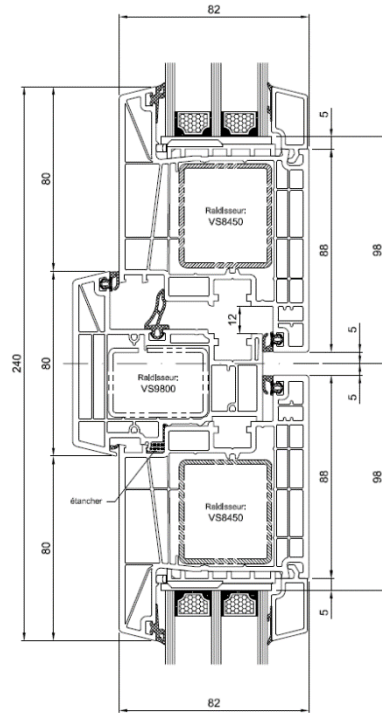 82
5
80
Raidisseur:
VS8450
88
98
12
240
80
Raidisseur:
VS9800
5
5
étancher
Raidisseur:
VS8450
88
98
80
5
82